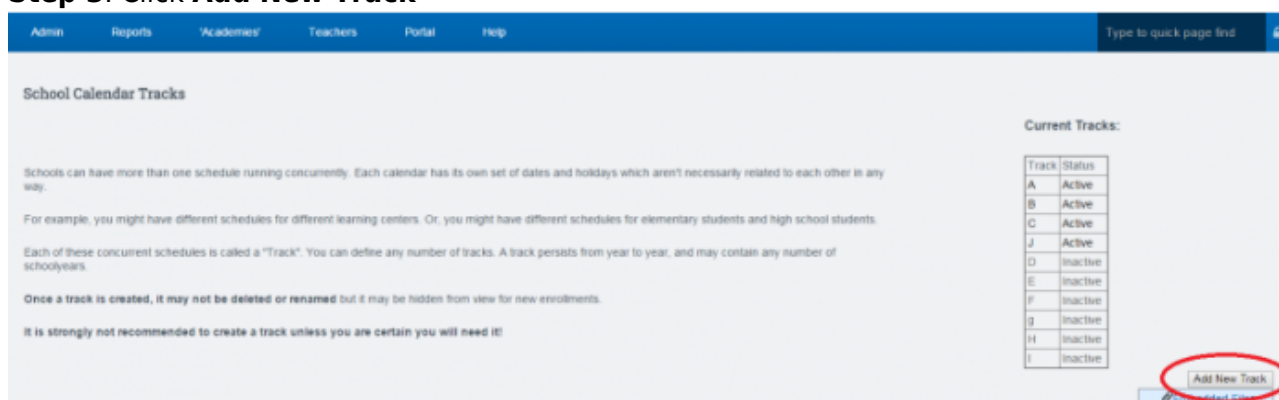 Step 3: Click Add New Track
Admin Reports 'Academies' Teachers Portal Help Type to quick page find
School Calendar Tracks
Current Tracks:
Schools can have more than one schedule running concurrently. Each calendar has its own set of dates and holidays which aren't necessarily related to each other in any
way.
For example, you might have different schedules for different learning centers. Or, you might have different schedules for elementary students and high school students.
Each of these concurrent schedules is called a "Track". You can define any number of tracks. A track persists from year to year, and may contain any number of
schoolyears.
Once a track is created, it may not be deleted or renamed but it may be hidden from view for new enrollments.
It is strongly not recommended to create a track unless you are certain you will need it!
Track Status
A Active
B Active
C Active
J Active
D Inactive
E Inactive
F Inactive
g Inactive
H Inactive
I Inactive
Add New Track